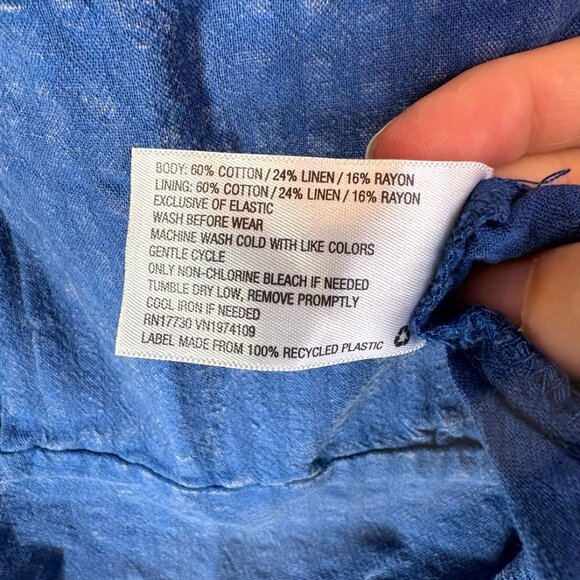 BODY: 60% COTTON / 24% LINEN / 16% RAYON
LINING: 60% COTTON / 24% LINEN / 16% RAYON
EXCLUSIVE OF ELASTIC
WASH BEFORE WEAR
MACHINE WASH COLD WITH LIKE COLORS
GENTLE CYCLE
ONLY NON-CHLORINE BLEACH IF NEEDED
TUMBLE DRY LOW, REMOVE PROMPTLY
COOL IRON IF NEEDED
RN17730 VN1974109
LABEL MADE FROM 100% RECYCLED PLASTIC